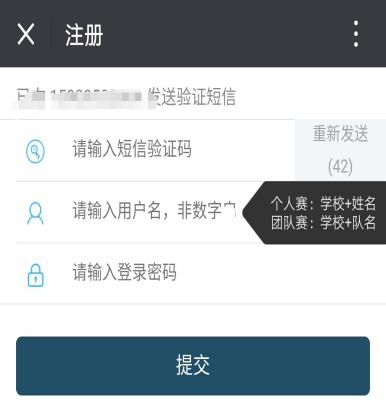 注册
已向 发送验证短信
请输入短信验证码
重新发送
(42)
请输入用户名，非数字
个人赛：学校+姓名
团队赛：学校+队名
请输入登录密码
提交